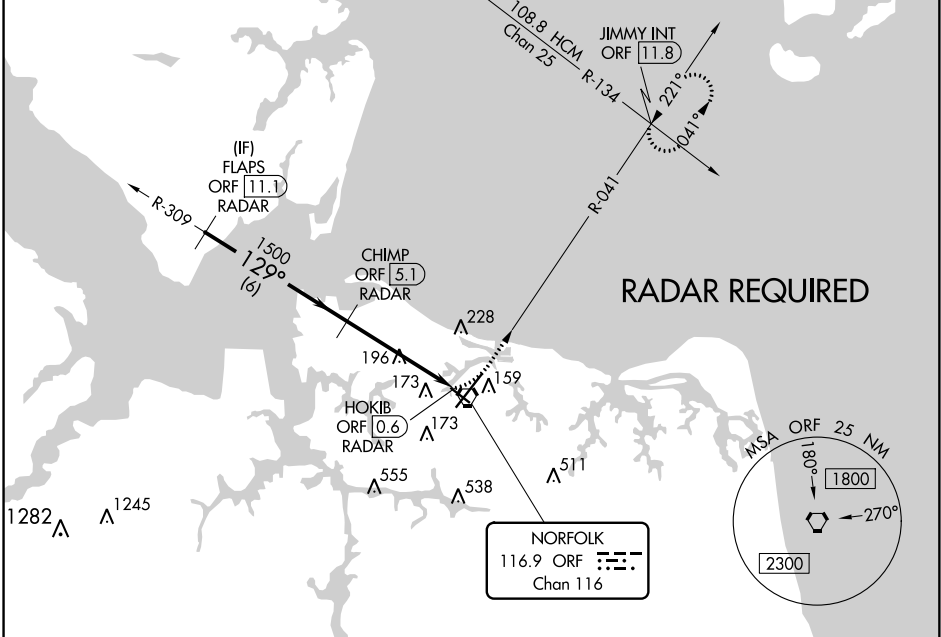 108.8 HCM
Chan 25
R-134
JIMMY INT
ORF 11.8
221°
041°
(IF)
FLAPS
ORF 11.1
RADAR
R-309
1500
129°
(6)
R-041
CHIMP
ORF 5.1
RADAR
RADAR REQUIRED
228
196
173
159
HOKIB
ORF 0.6
RADAR
173
555
538
511
1282
1245
MSA ORF 25 NM
180°
1800
270°
2300
NORFOLK
116.9 ORF
Chan 116